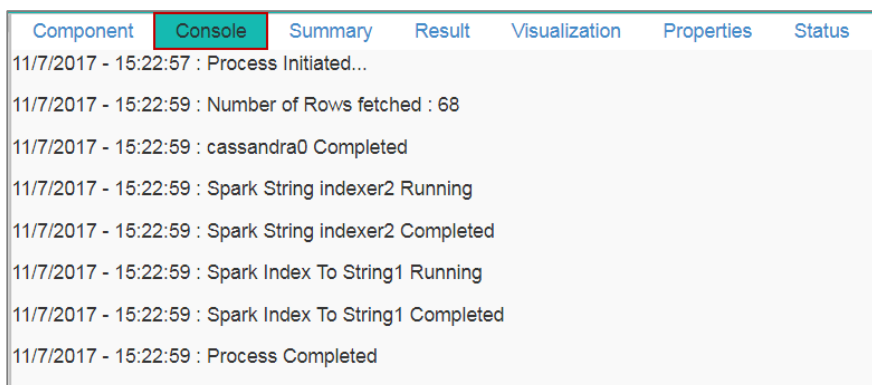 Component Console Summary Result Visualization Properties Status
11/7/2017 - 15:22:57 : Process Initiated...
11/7/2017 - 15:22:59 : Number of Rows fetched : 68
11/7/2017 - 15:22:59 : cassandra0 Completed
11/7/2017 - 15:22:59 : Spark String indexer2 Running
11/7/2017 - 15:22:59 : Spark String indexer2 Completed
11/7/2017 - 15:22:59 : Spark Index To String1 Running
11/7/2017 - 15:22:59 : Spark Index To String1 Completed
11/7/2017 - 15:22:59 : Process Completed